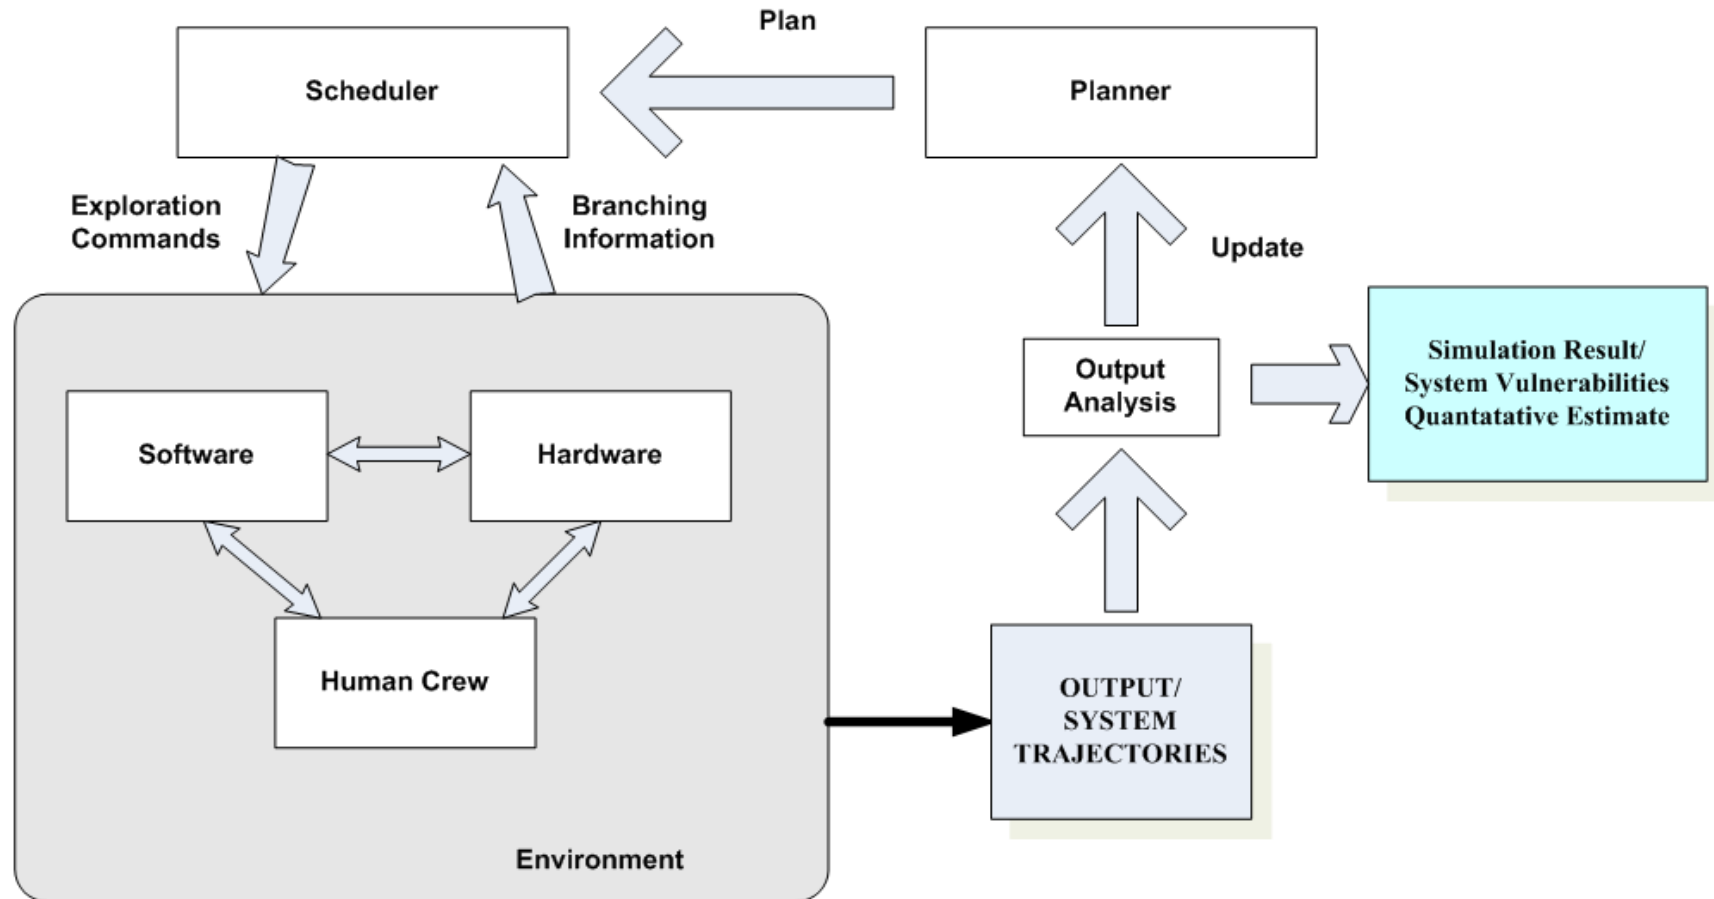 Plan
Scheduler
Planner
Exploration
Commands
Branching
Information
Update
Simulation Result/
System Vulnerabilities
Quantatative Estimate
Output
Analysis
Software
Hardware
Human Crew
OUTPUT/
SYSTEM
TRAJECTORIES
Environment